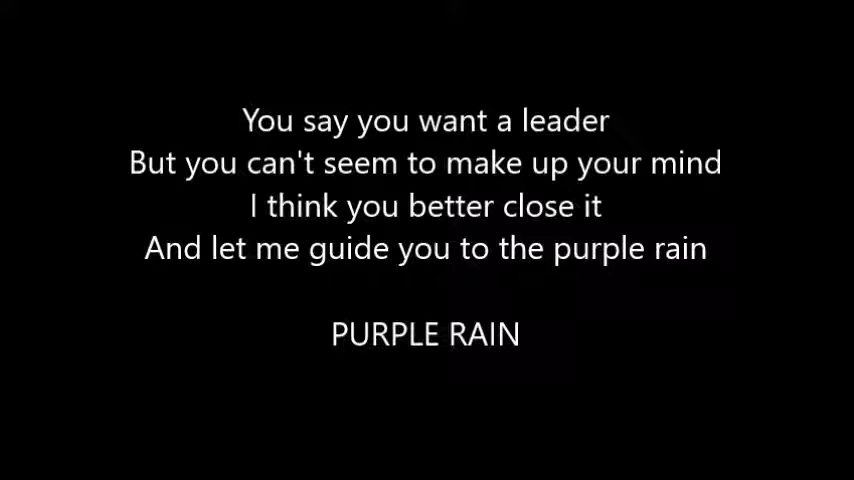 You say you want a leader
But you can't seem to make up your mind
I think you better close it
And let me guide you to the purple rain
PURPLE RAIN